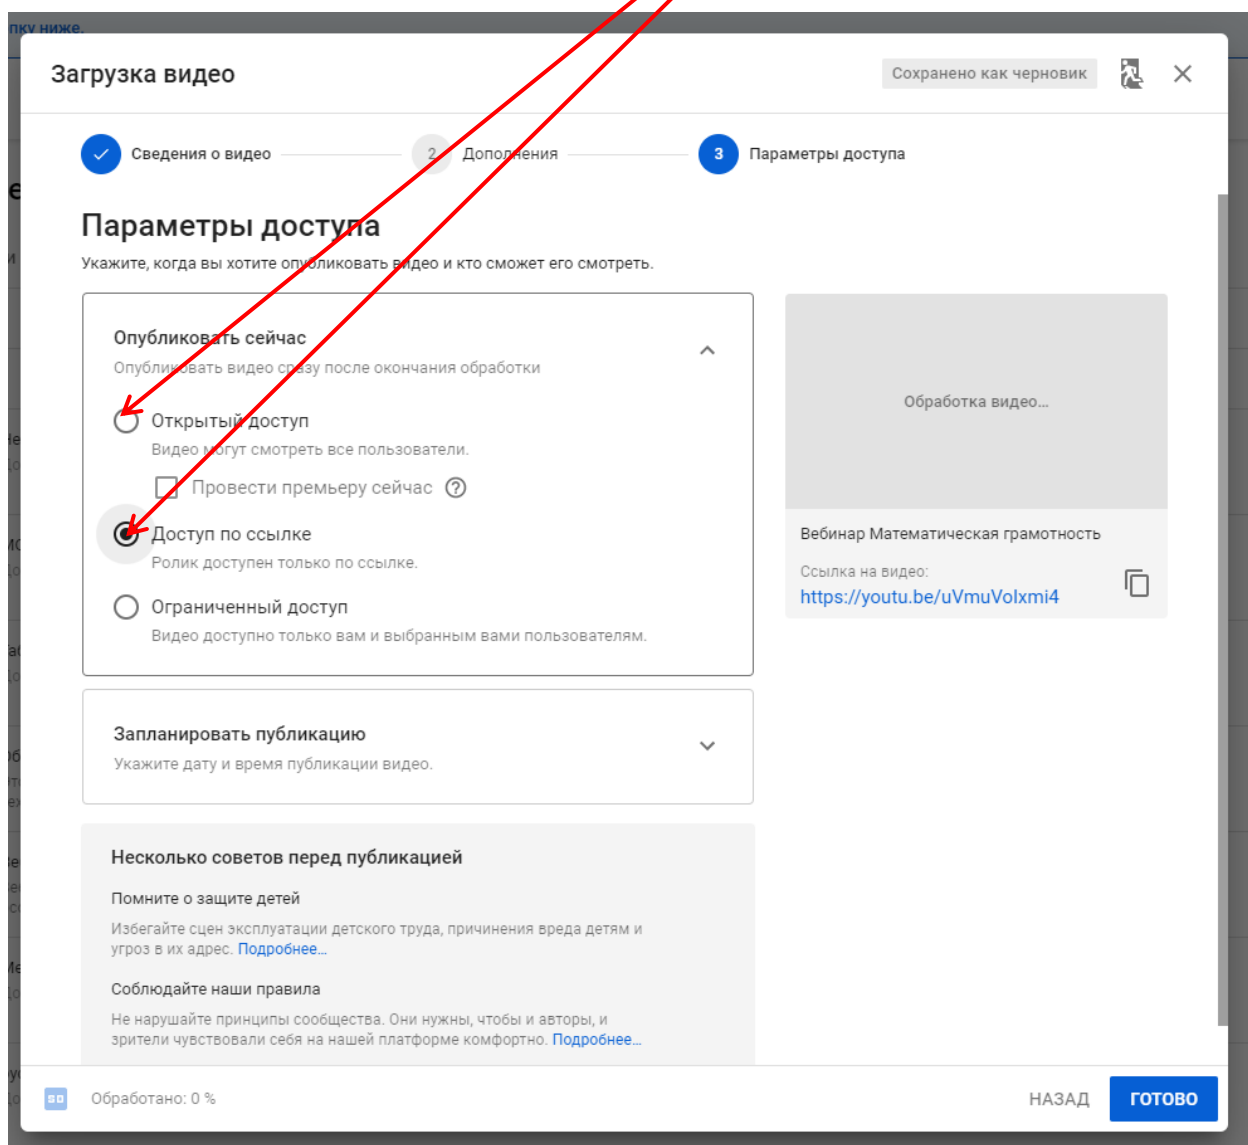 пку ниже.
Загрузка видео
Сохранено как черновик
Сведения о видео
2 Дополнения
3 Параметры доступа
Параметры доступа
Укажите, когда вы хотите опубликовать видео и кто сможет его смотреть.
Опубликовать сейчас
Опубликовать видео сразу после окончания обработки
Открытый доступ
Видео могут смотреть все пользователи.
Провести премьеру сейчас
Доступ по ссылке
Ролик доступен только по ссылке.
Ограниченный доступ
Видео доступно только вам и выбранным вами пользователям.
Обработка видео...
Вебинар Математическая грамотность
Ссылка на видео:
https://youtu.be/uVmuVolxmi4
Запланировать публикацию
Укажите дату и время публикации видео.
Несколько советов перед публикацией
Помните о защите детей
Избегайте сцен эксплуатации детского труда, причинения вреда детям и
угроз в их адрес. Подробнее...
Соблюдайте наши правила
Не нарушайте принципы сообщества. Они нужны, чтобы и авторы, и
зрители чувствовали себя на нашей платформе комфортно. Подробнее...
SD Обработано: 0 %
НАЗАД
ГОТОВО